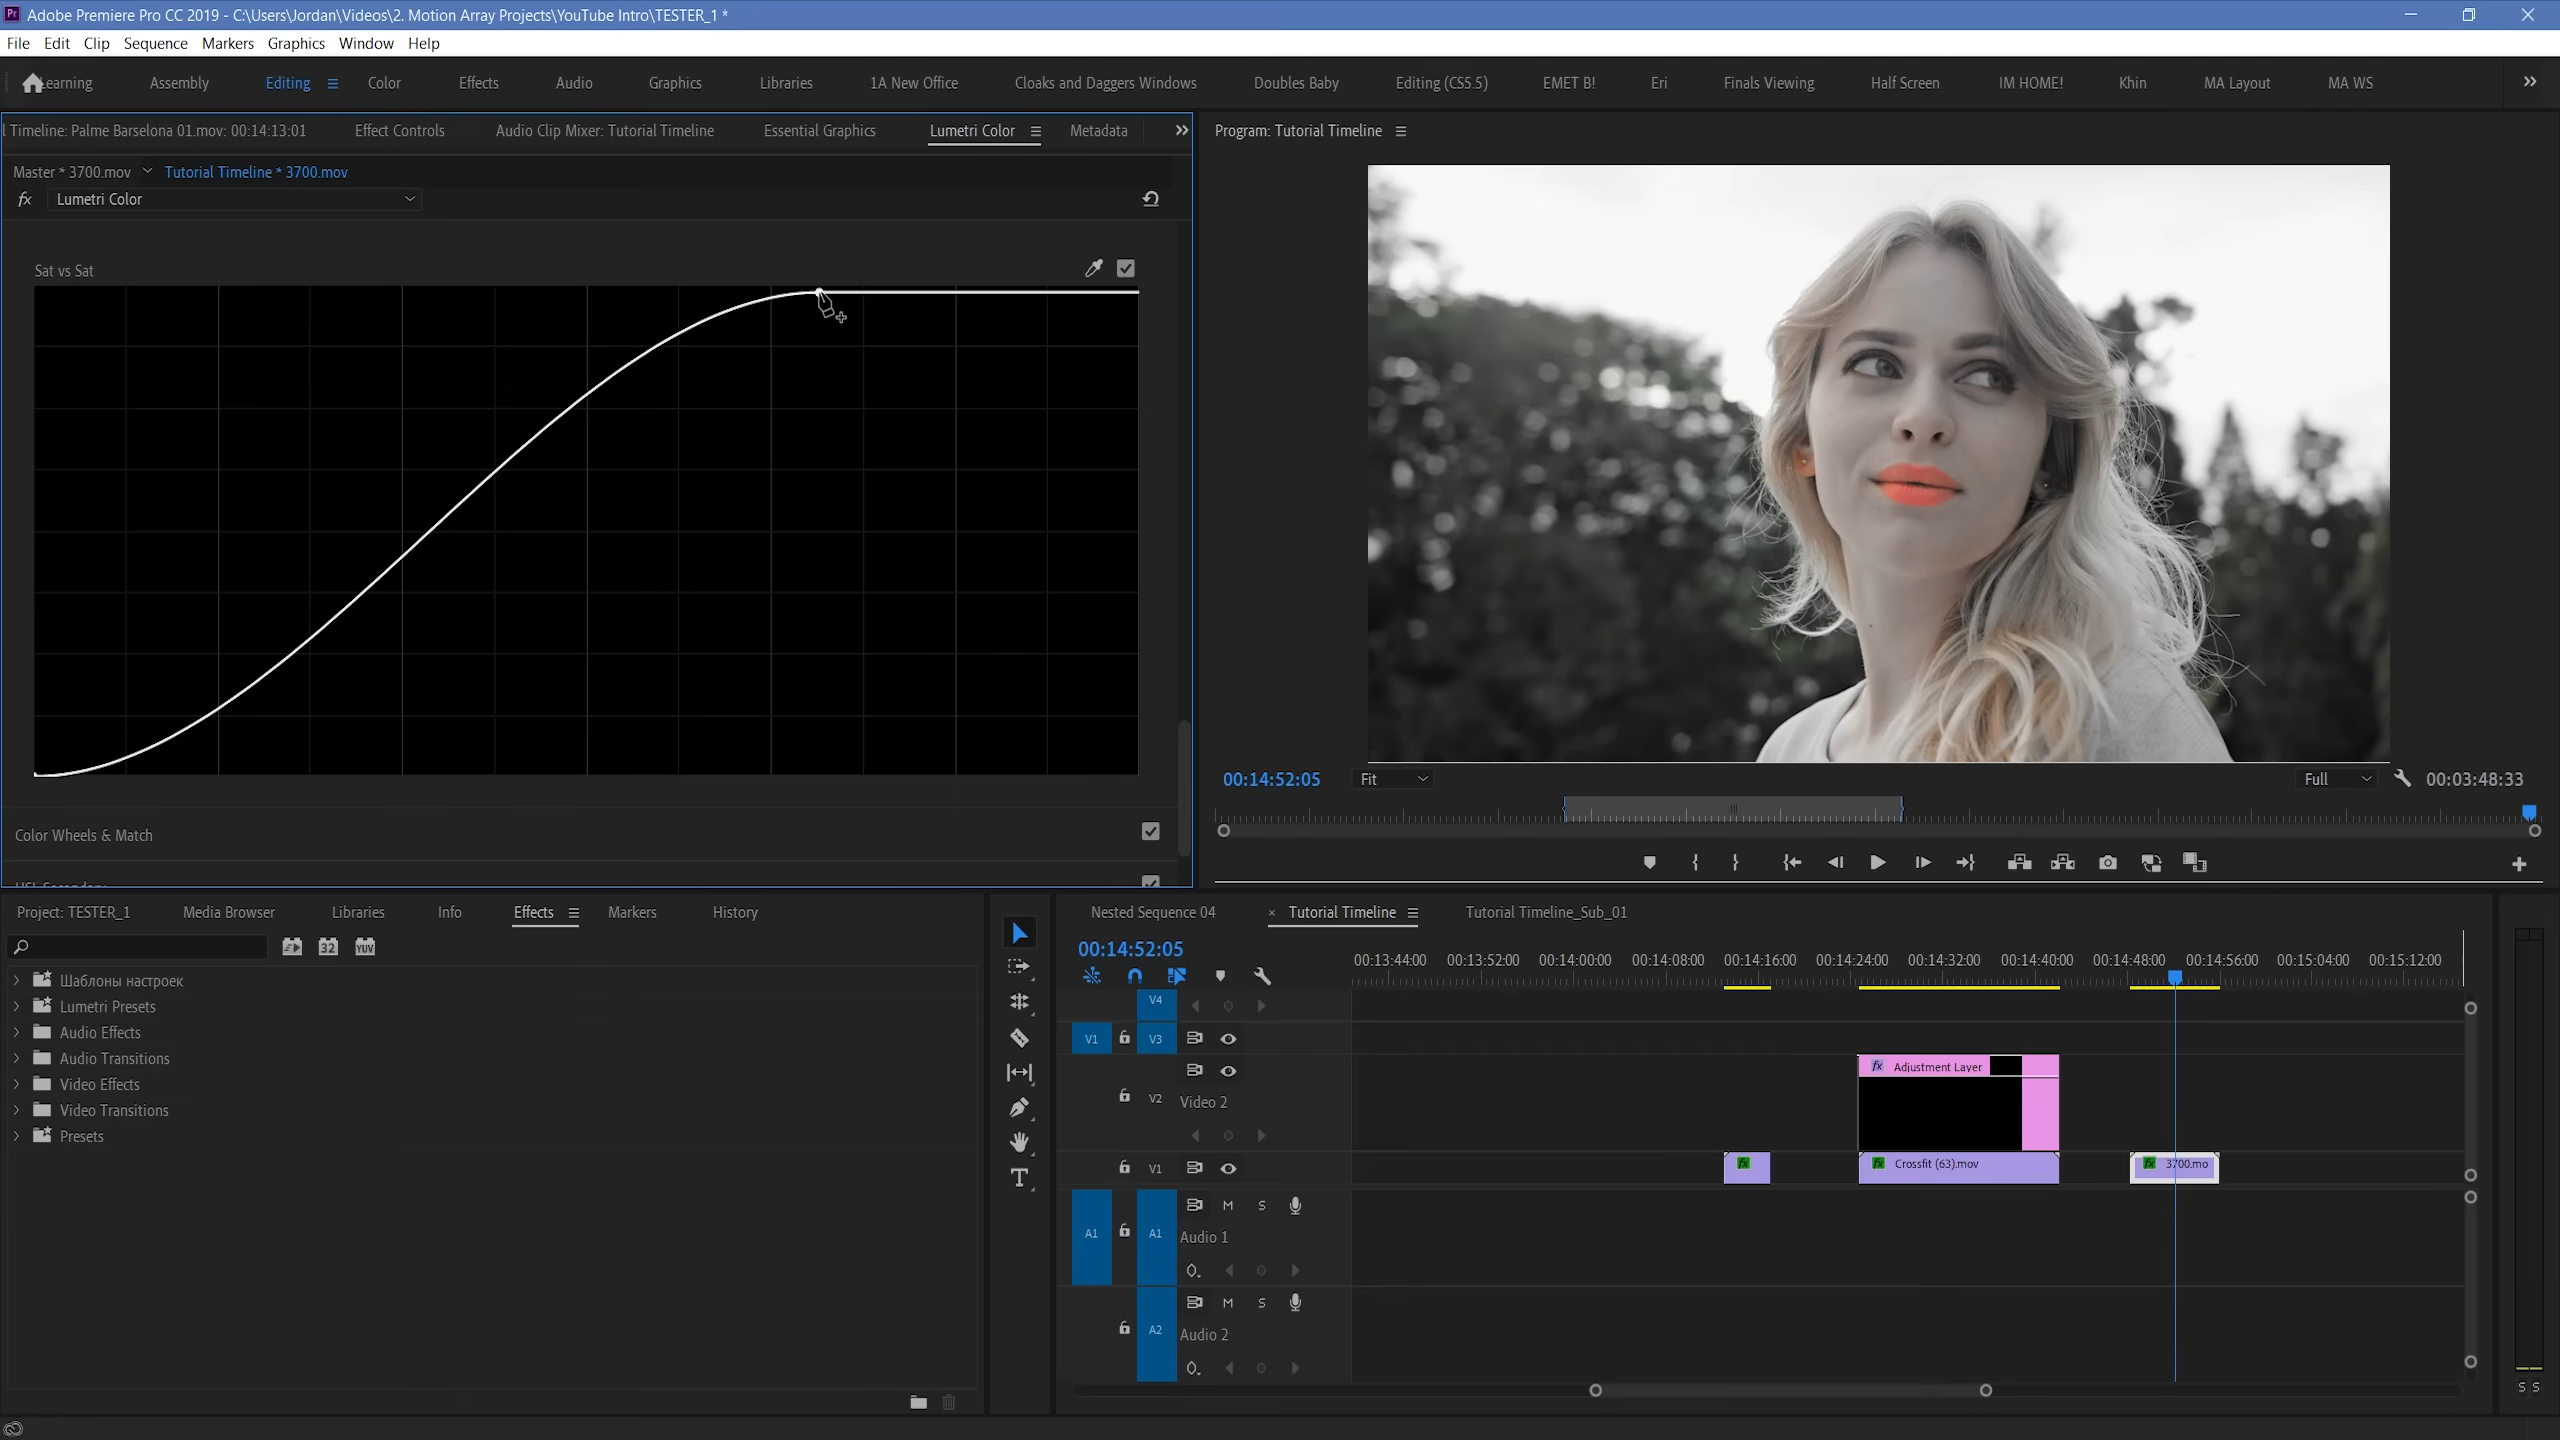 Adobe Premiere Pro CC 2019 - C:\Users\Jordan\Videos\2. Motion Array Projects\YouTube Intro\TESTER_1 *
File Edit Clip Sequence Markers Graphics Window Help
earning Assembly Editing Color Effects Audio Graphics Libraries 1A New Office Cloaks and Daggers Windows Doubles Baby Editing (CS5.5) EMET B! Eri Finals Viewing Half Screen IM HOME! Khin MA Layout MA WS
l Timeline: Palme Barselona 01.mov: 00:14:13:01 Effect Controls Audio Clip Mixer: Tutorial Timeline Essential Graphics Lumetri Color Metadata
Program: Tutorial Timeline
Master * 3700.mov Tutorial Timeline * 3700.mov
fx Lumetri Color
Sat vs Sat
00:14:52:05 Fit Full 00:03:48:33
Color Wheels & Match
Project: TESTER_1 Media Browser Libraries Info Effects Markers History
32 YUV
Шаблоны настроек
Lumetri Presets
Audio Effects
Audio Transitions
Video Effects
Video Transitions
Presets
Nested Sequence 04 × Tutorial Timeline Tutorial Timeline_Sub_01
00:14:52:05
00:13:44:00 00:13:52:00 00:14:00:00 00:14:08:00 00:14:16:00 00:14:24:00 00:14:32:00 00:14:40:00 00:14:48:00 00:14:56:00 00:15:04:00 00:15:12:00
V4
V1 V3
fx Adjustment Layer
V2 Video 2
V1
fx fx Crossfit (63).mov fx 3700.mo
M S
A1 A1 Audio 1
M S
A2 Audio 2
S S